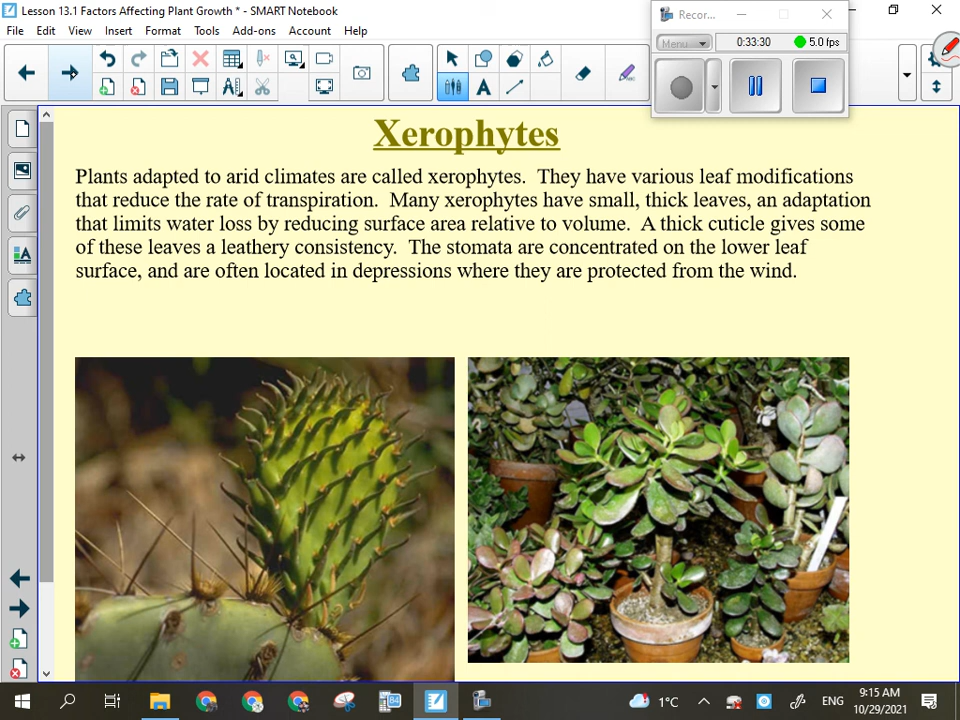 Lesson 13.1 Factors Affecting Plant Growth * - SMART Notebook
File Edit View Insert Format Tools Add-ons Account Help
Recor...
Menu 0:33:30 5.0 fps
Xerophytes
Plants adapted to arid climates are called xerophytes. They have various leaf modifications
that reduce the rate of transpiration. Many xerophytes have small, thick leaves, an adaptation
that limits water loss by reducing surface area relative to volume. A thick cuticle gives some
of these leaves a leathery consistency. The stomata are concentrated on the lower leaf
surface, and are often located in depressions where they are protected from the wind.
1°C ENG 9:15 AM
10/29/2021